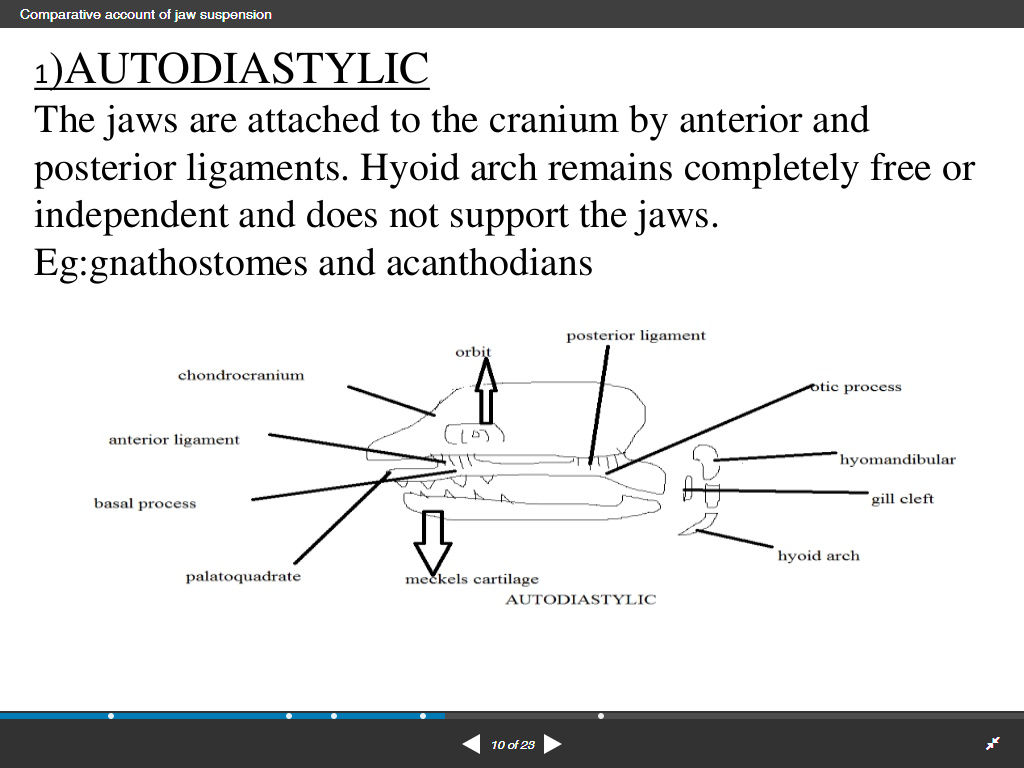 Comparative account of jaw suspension
1)AUTODIASTYLIC
The jaws are attached to the cranium by anterior and
posterior ligaments. Hyoid arch remains completely free or
independent and does not support the jaws.
Eg:gnathostomes and acanthodians
posterior ligament
orbit
chondrocranium
otic process
anterior ligament
hyomandibular
basal process
gill cleft
hyoid arch
palatoquadrate
meckels cartilage
AUTODIASTYLIC
10 of 23